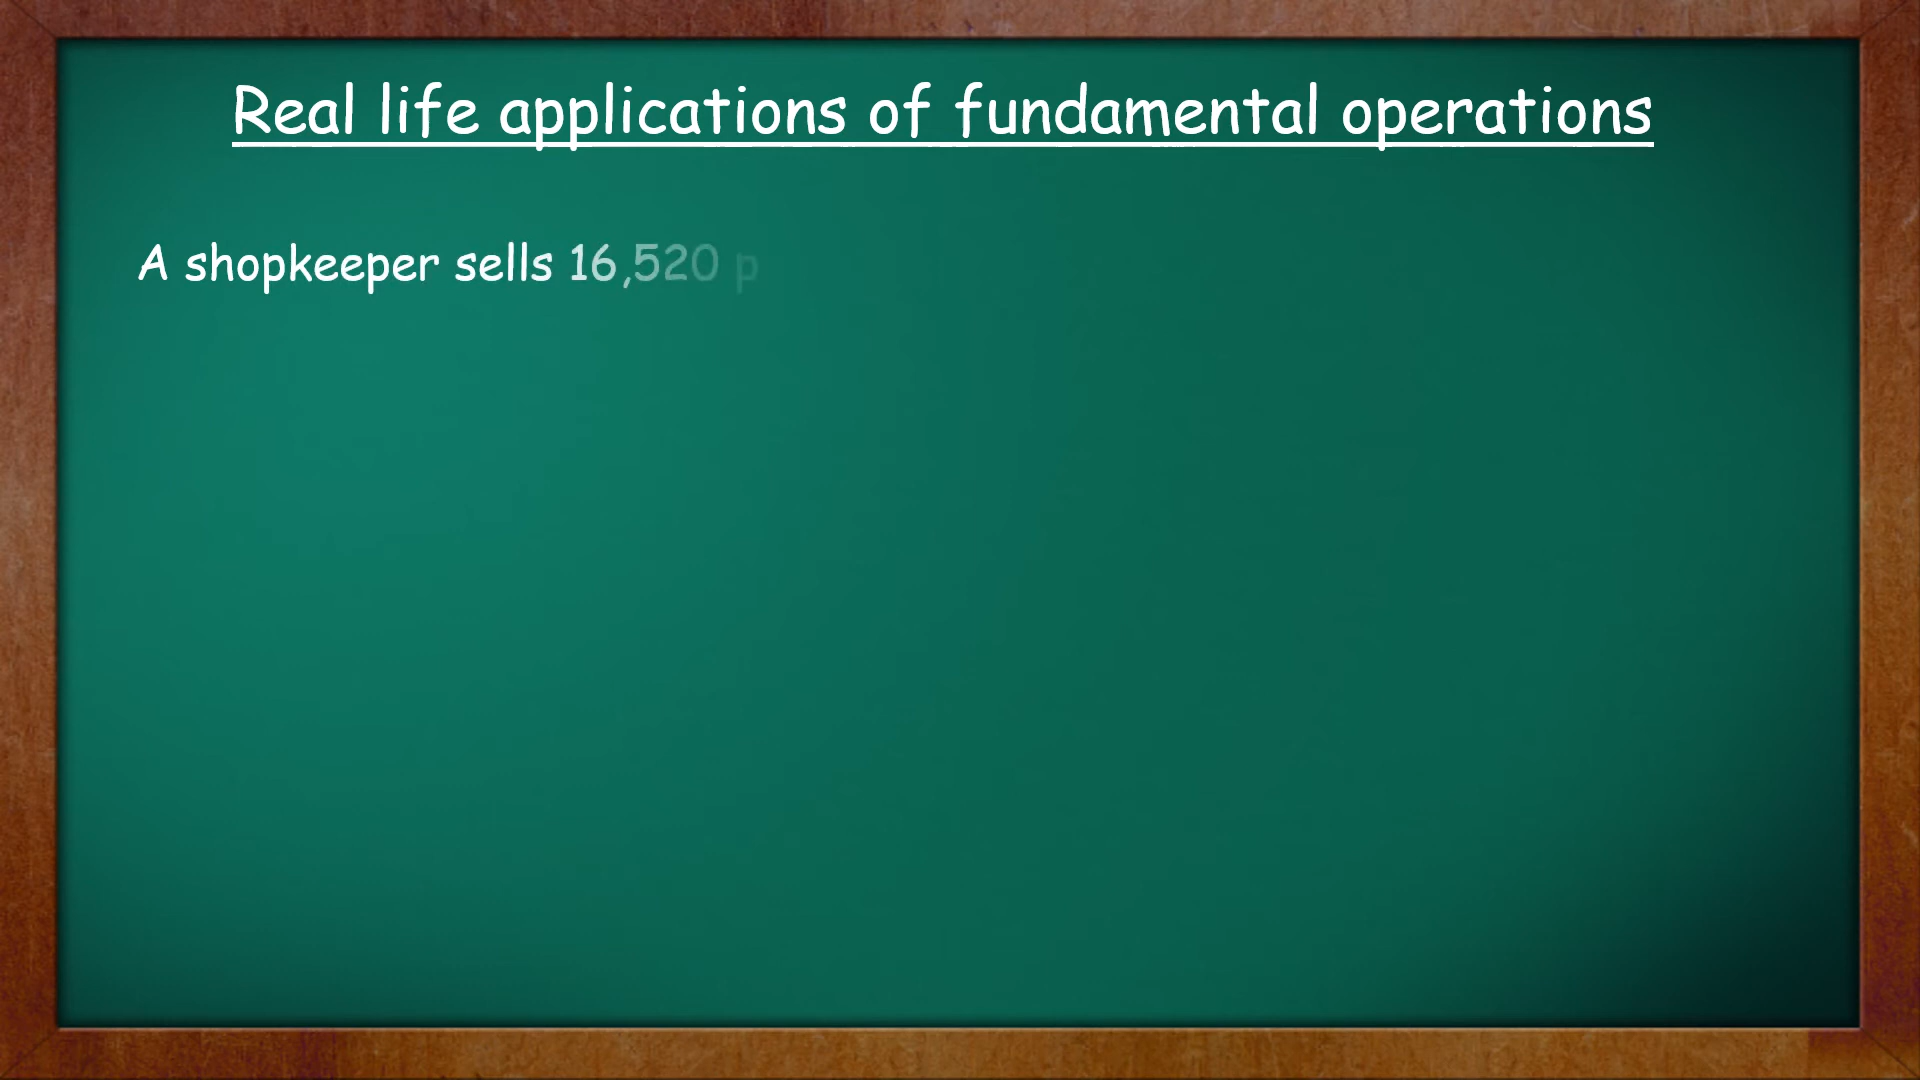 Real life applications of fundamental operations
A shopkeeper sells 16,520 p